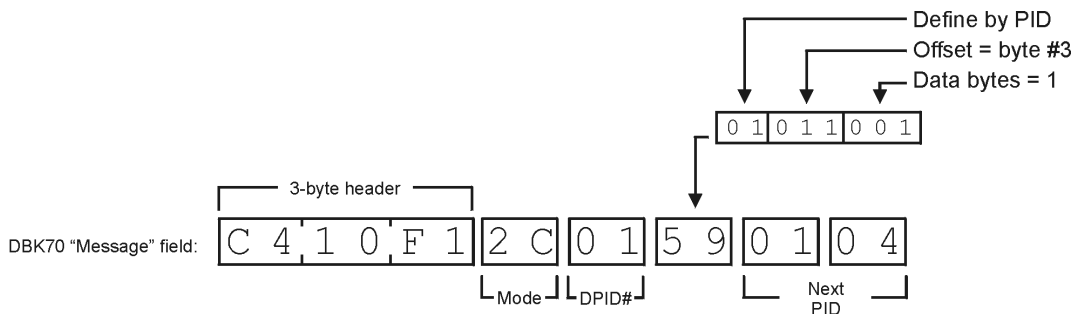 Define by PID
Offset = byte #3
Data bytes = 1
0 1 0 1 1 0 0 1
3-byte header
DBK70 “Message” field: C 4 1 0 F 1 2 C 0 1 5 9 0 1 0 4
Mode DPID# Next
PID